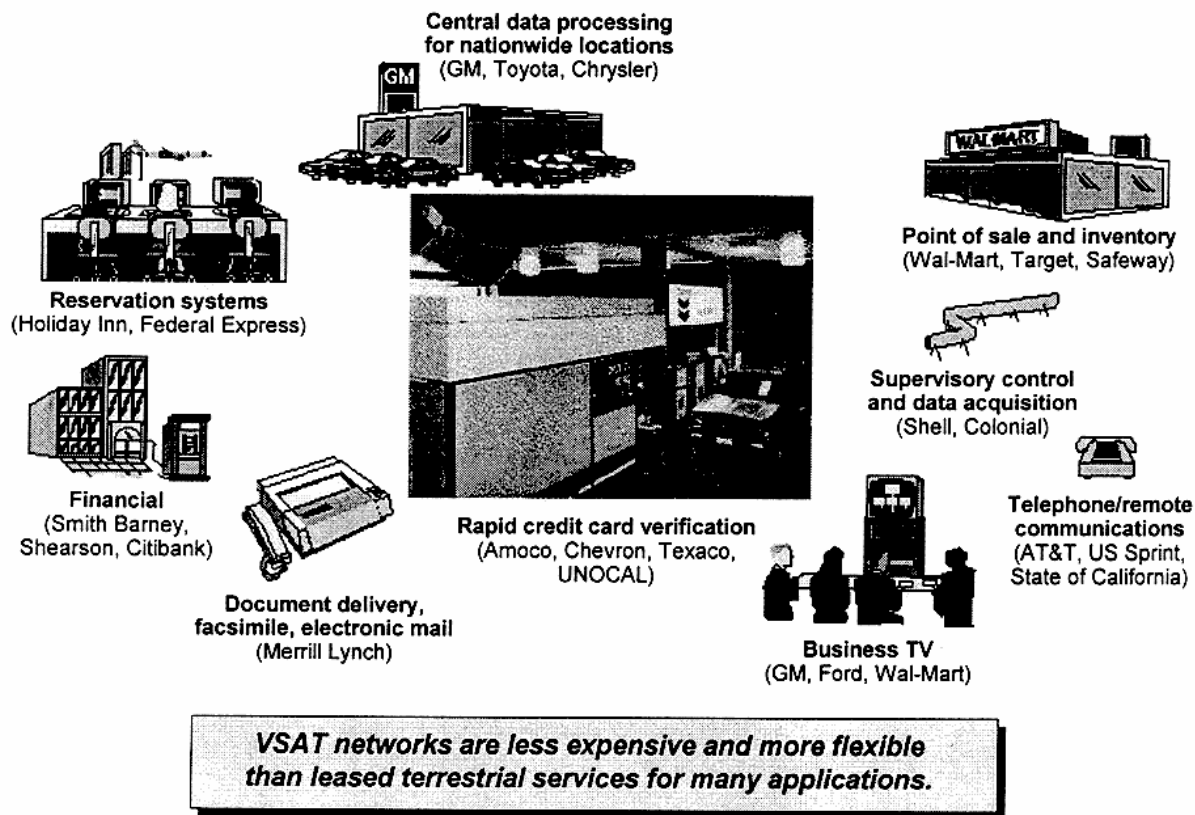 Central data processing
for nationwide locations
(GM, Toyota, Chrysler)
GM
WAL-MART
Point of sale and inventory
(Wal-Mart, Target, Safeway)
Reservation systems
(Holiday Inn, Federal Express)
Supervisory control
and data acquisition
(Shell, Colonial)
Financial
(Smith Barney,
Shearson, Citibank)
Rapid credit card verification
(Amoco, Chevron, Texaco,
UNOCAL)
Telephone/remote
communications
(AT&T, US Sprint,
State of California)
Document delivery,
facsimile, electronic mail
(Merrill Lynch)
Business TV
(GM, Ford, Wal-Mart)
VSAT networks are less expensive and more flexible
than leased terrestrial services for many applications.